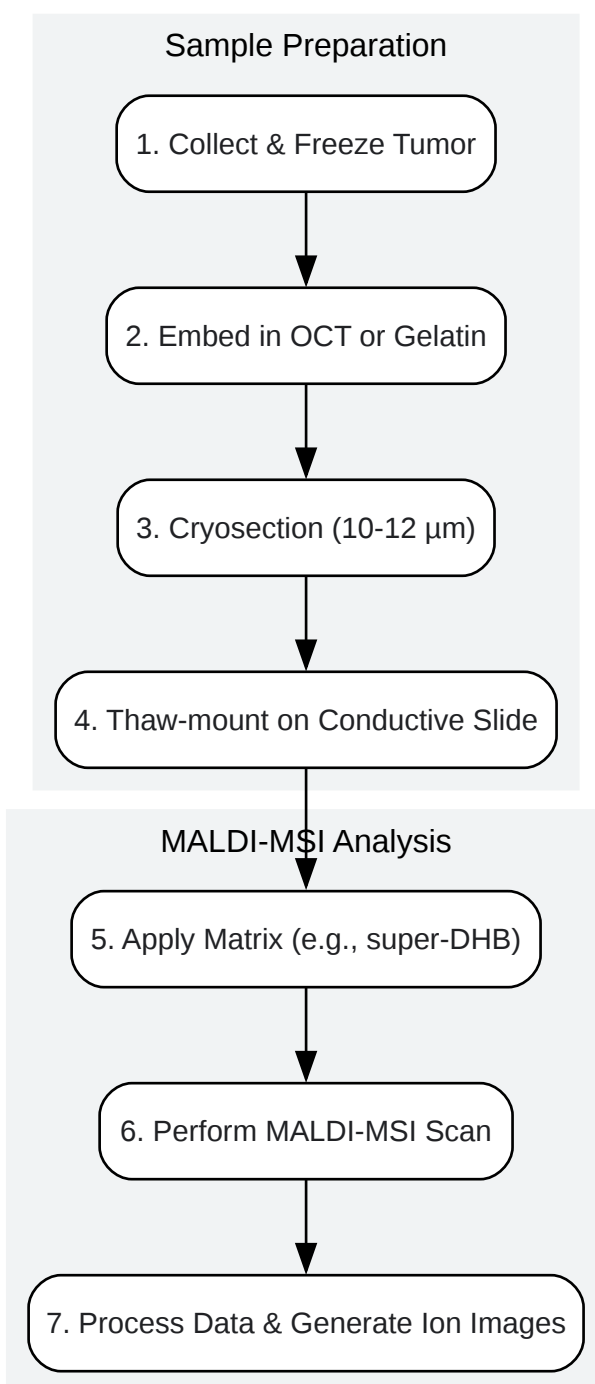 Sample Preparation
1. Collect & Freeze Tumor
2. Embed in OCT or Gelatin
3. Cryosection (10-12 µm)
4. Thaw-mount on Conductive Slide
MALDI-MSI Analysis
5. Apply Matrix (e.g., super-DHB)
6. Perform MALDI-MSI Scan
7. Process Data & Generate Ion Images